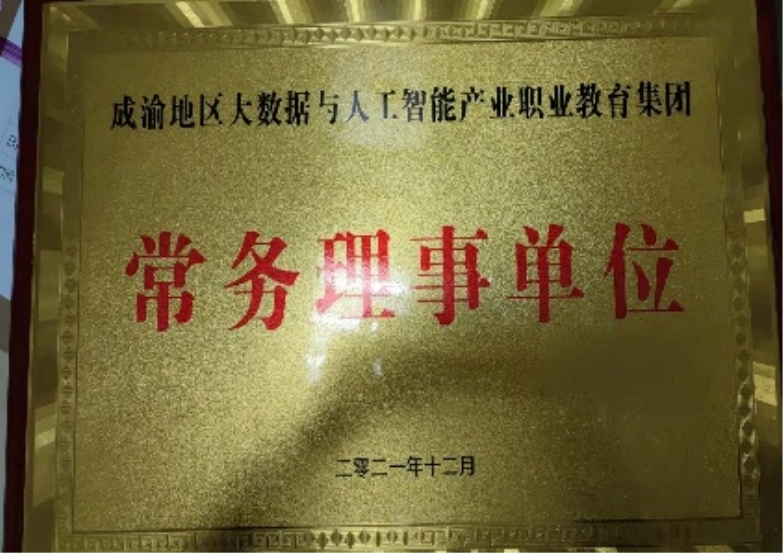 成渝地区大数据与人工智能产业职业教育集团
常务理事单位
二零二一年十二月